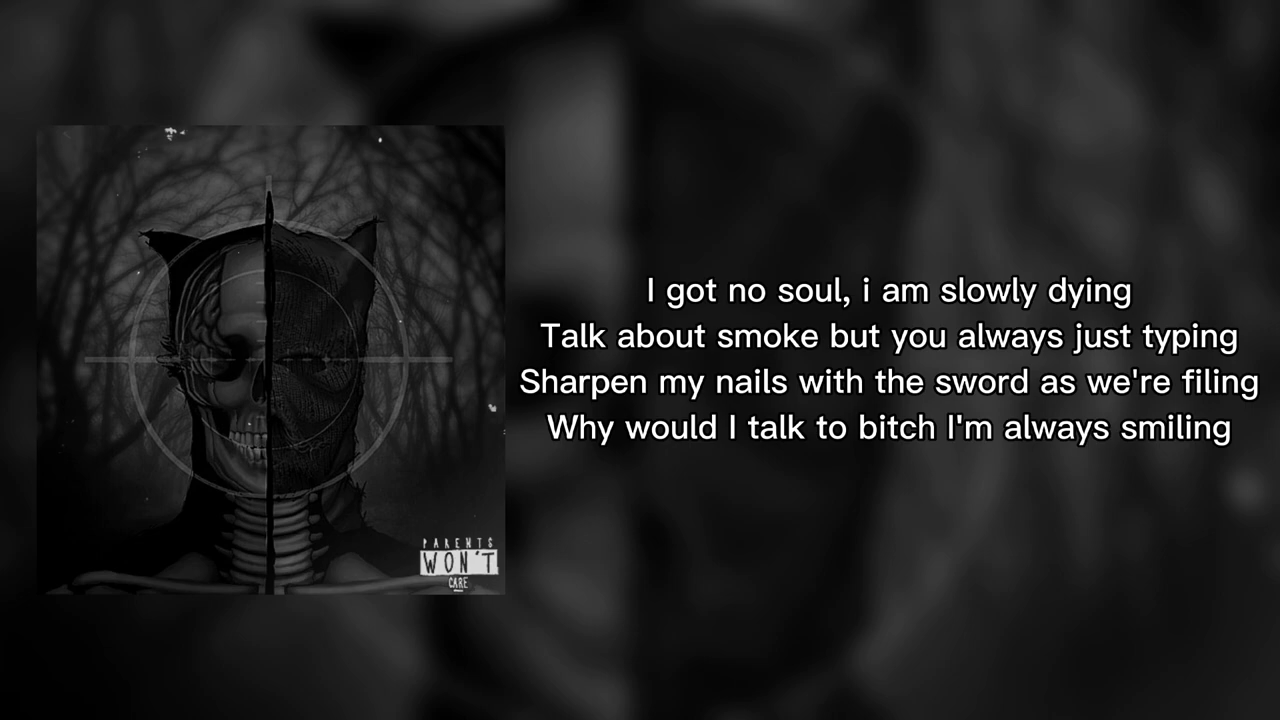 I got no soul, i am slowly dying
Talk about smoke but you always just typing
Sharpen my nails with the sword as we're filing
Why would I talk to bitch I'm always smiling
PARENTS
WON'T
CARE